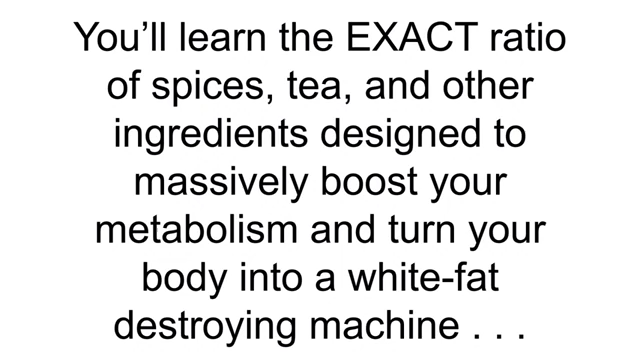 You’ll learn the EXACT ratio
of spices, tea, and other
ingredients designed to
massively boost your
metabolism and turn your
body into a white-fat
destroying machine . . .